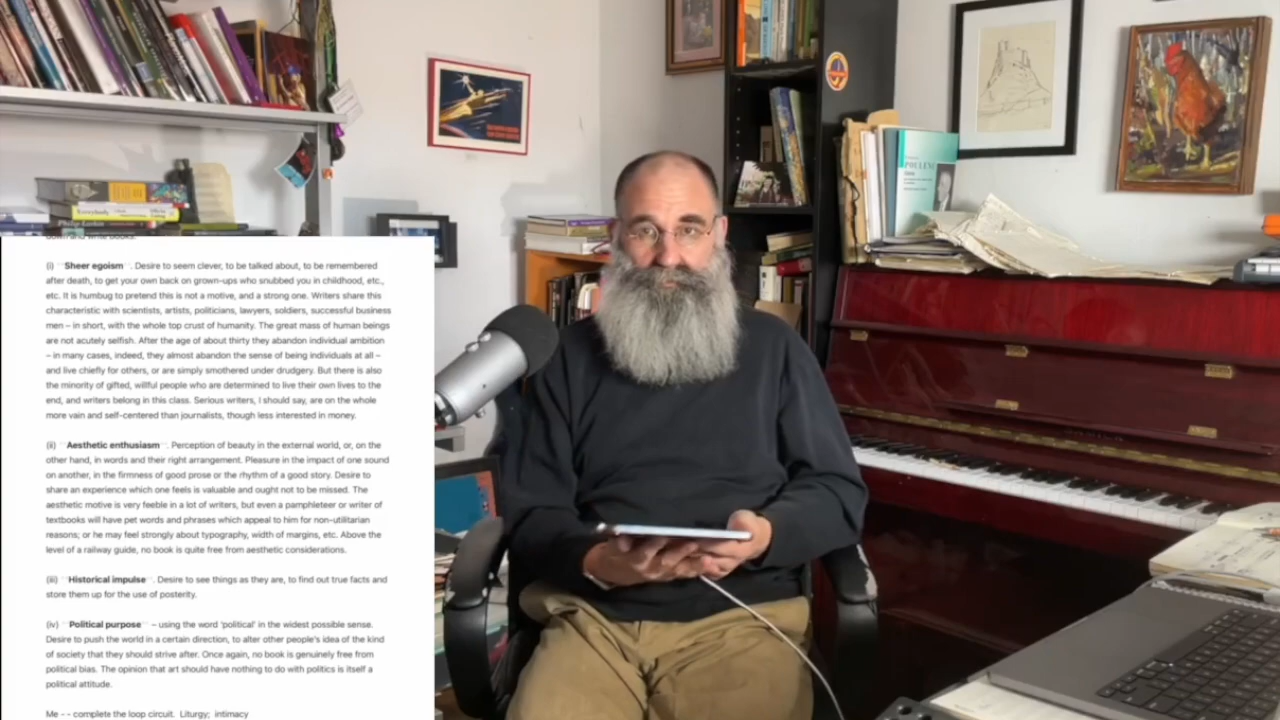 down and write books.
(i) Sheer egoism. Desire to seem clever, to be talked about, to be remembered
after death, to get your own back on grown-ups who snubbed you in childhood, etc.,
etc. It is humbug to pretend this is not a motive, and a strong one. Writers share this
characteristic with scientists, artists, politicians, lawyers, soldiers, successful business
men – in short, with the whole top crust of humanity. The great mass of human beings
are not acutely selfish. After the age of about thirty they abandon individual ambition
– in many cases, indeed, they almost abandon the sense of being individuals at all –
and live chiefly for others, or are simply smothered under drudgery. But there is also
the minority of gifted, willful people who are determined to live their own lives to the
end, and writers belong in this class. Serious writers, I should say, are on the whole
more vain and self-centered than journalists, though less interested in money.
(ii) Aesthetic enthusiasm. Perception of beauty in the external world, or, on the
other hand, in words and their right arrangement. Pleasure in the impact of one sound
on another, in the firmness of good prose or the rhythm of a good story. Desire to
share an experience which one feels is valuable and ought not to be missed. The
aesthetic motive is very feeble in a lot of writers, but even a pamphleteer or writer of
textbooks will have pet words and phrases which appeal to him for non-utilitarian
reasons; or he may feel strongly about typography, width of margins, etc. Above the
level of a railway guide, no book is quite free from aesthetic considerations.
(iii) Historical impulse. Desire to see things as they are, to find out true facts and
store them up for the use of posterity.
(iv) Political purpose – using the word 'political' in the widest possible sense.
Desire to push the world in a certain direction, to alter other people's idea of the kind
of society that they should strive after. Once again, no book is genuinely free from
political bias. The opinion that art should have nothing to do with politics is itself a
political attitude.
Me - - complete the loop circuit. Liturgy; intimacy
Everybody
POULENC